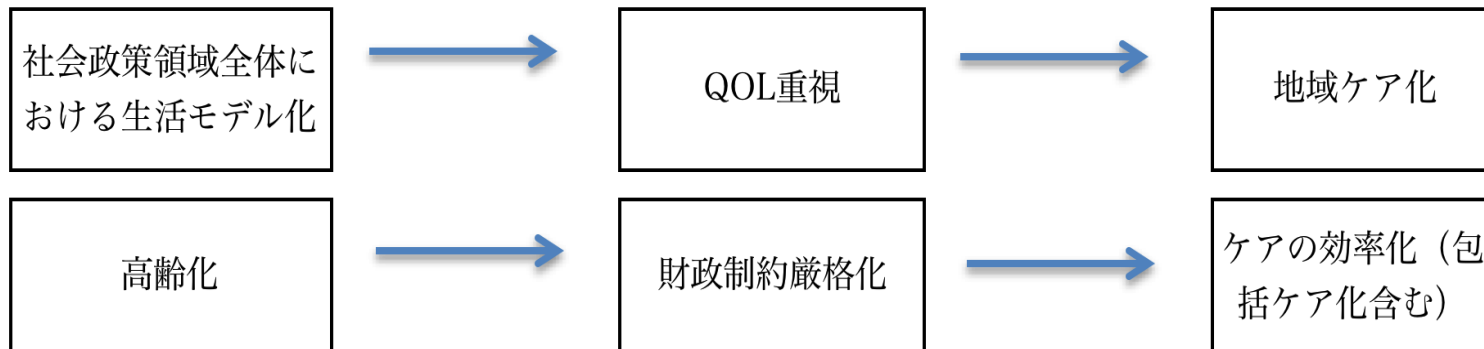 社会政策領域全体に
おける生活モデル化
QOL重視
地域ケア化
高齢化
財政制約厳格化
ケアの効率化（包
括ケア化含む）